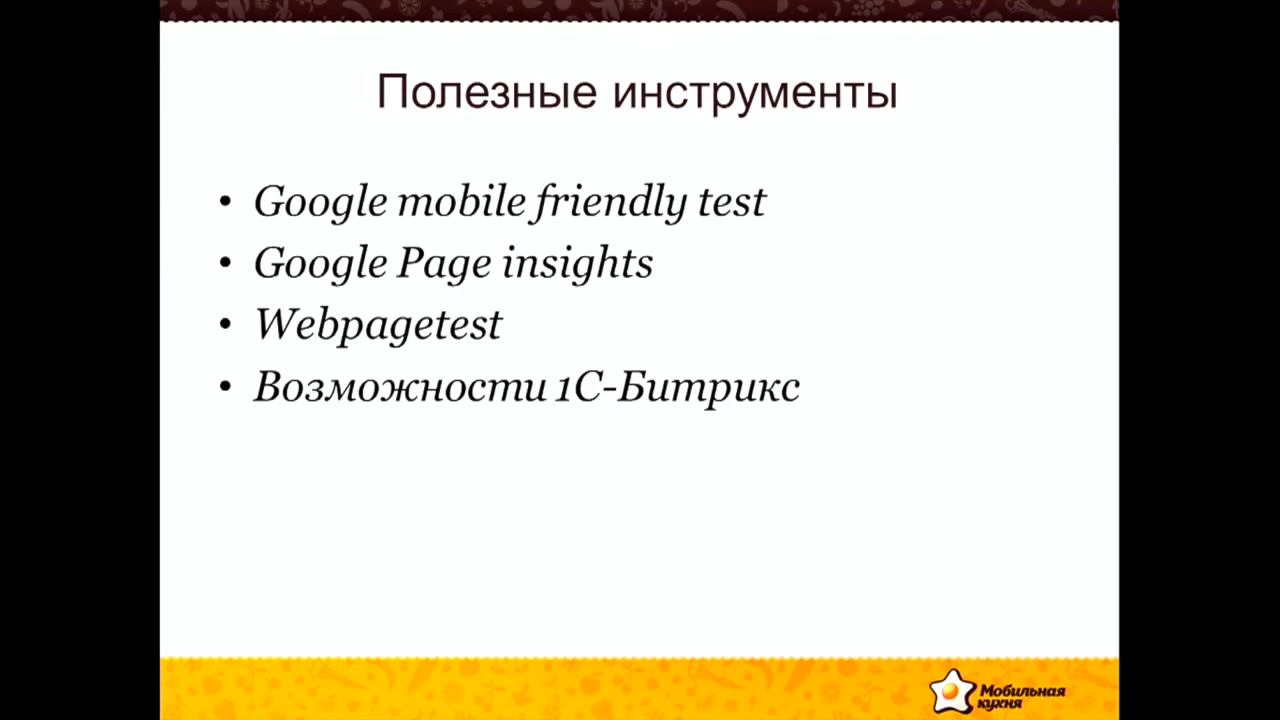 Полезные инструменты
• Google mobile friendly test
• Google Page insights
• Webpagetest
• Возможности 1С-Битрикс
Мобильная
кухня